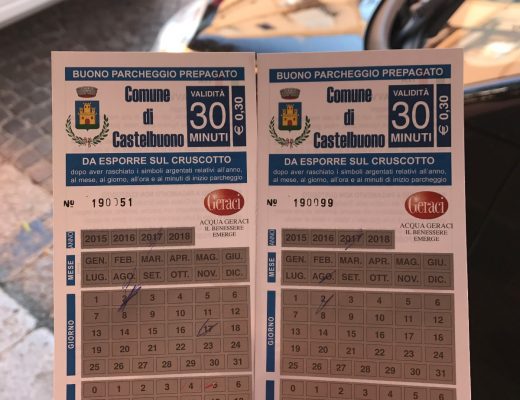 BUONO PARCHEGGIO PREPAGATO
Comune
di
Castelbuono
VALIDITÀ
30
MINUTI
€ 0,30
DA ESPORRE SUL CRUSCOTTO
dopo aver raschiato i simboli argentati relativi all'anno,
al mese, al giorno, all'ora e ai minuti di inizio parcheggio
Nº 190051
Geraci
ACQUA GERACI
IL BENESSERE
EMERGE
ANNO
2015 2016 2017 2018
MESE
GEN. FEB. MAR. APR. MAG. GIU.
LUG. AGO. SET. OTT. NOV. DIC.
GIORNO
1 2 3 4 5 6
7 8 9 10 11 12
13 14 15 16 17 18
19 20 21 22 23 24
25 26 27 28 29 30 31
0 1 2 3 4 5 6
BUONO PARCHEGGIO PREPAGATO
Comune
di
Castelbuono
VALIDITÀ
30
MINUTI
€ 0,30
DA ESPORRE SUL CRUSCOTTO
dopo aver raschiato i simboli argentati relativi all'anno,
al mese, al giorno, all'ora e ai minuti di inizio parcheggio
Nº 190099
Geraci
ACQUA GERACI
IL BENESSERE
EMERGE
ANNO
2015 2016 2017 2018
MESE
GEN. FEB. MAR. APR. MAG. GIU.
LUG. AGO. SET. OTT. NOV. DIC.
GIORNO
1 2 3 4 5 6
7 8 9 10 11 12
13 14 15 16 17 18
19 20 21 22 23 24
25 26 27 28 29 30 31
0 1 2 3 4 5 6